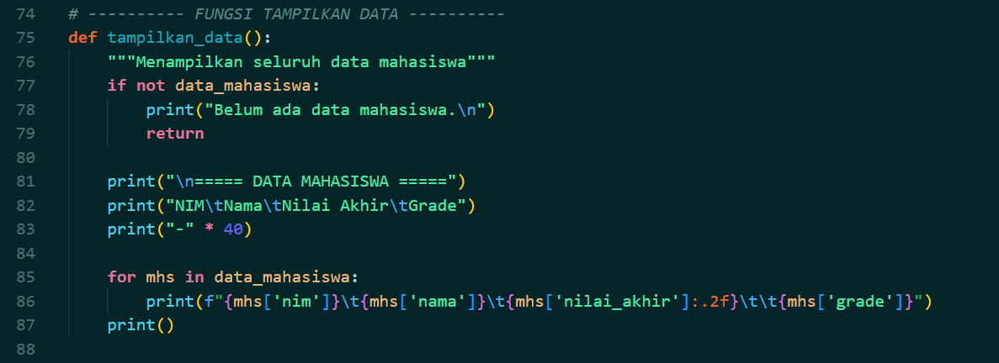 74 # ---------- FUNGSI TAMPILKAN DATA ----------
75 def tampilkan_data():
76     """Menampilkan seluruh data mahasiswa"""
77     if not data_mahasiswa:
78         print("Belum ada data mahasiswa.\n")
79         return
80
81     print("\n===== DATA MAHASISWA =====")
82     print("NIM\tNama\tNilai Akhir\tGrade")
83     print("-" * 40)
84
85     for mhs in data_mahasiswa:
86         print(f"{mhs['nim']}\t{mhs['nama']}\t{mhs['nilai_akhir']:.2f}\t\t{mhs['grade']}")
87     print()
88